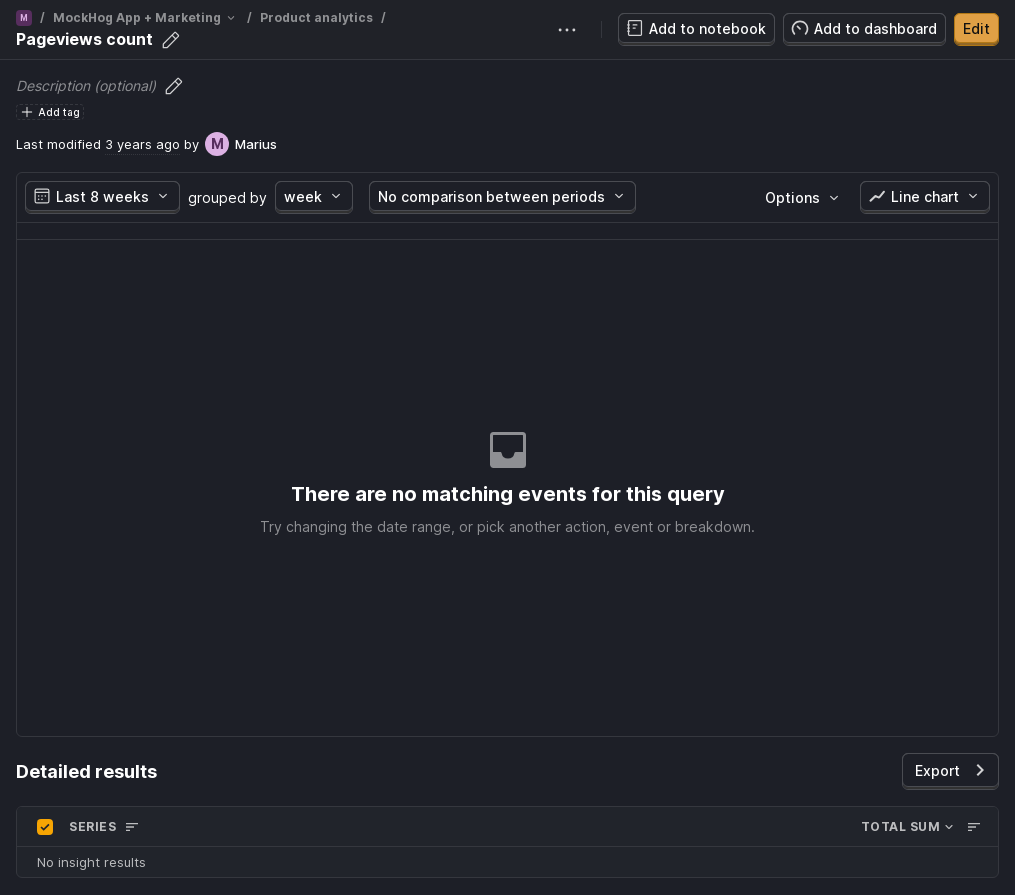 M / MockHog App + Marketing / Product analytics /
Pageviews count
Add to notebook Add to dashboard Edit
Description (optional)
Add tag
Last modified 3 years ago by M Marius
Last 8 weeks grouped by week No comparison between periods Options Line chart
There are no matching events for this query
Try changing the date range, or pick another action, event or breakdown.
Detailed results Export
SERIES TOTAL SUM
No insight results